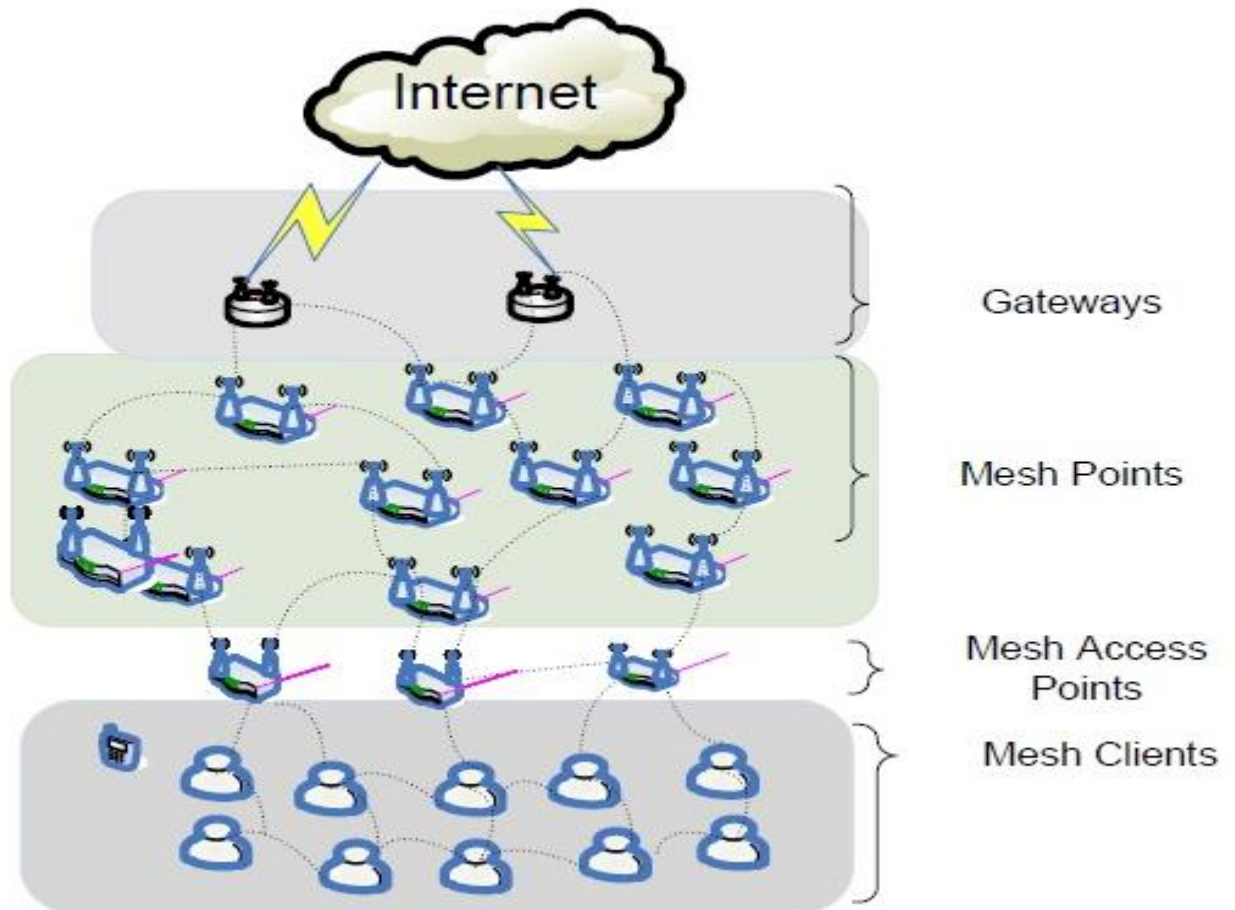 Internet
Gateways
Mesh Points
Mesh Access
Points
Mesh Clients